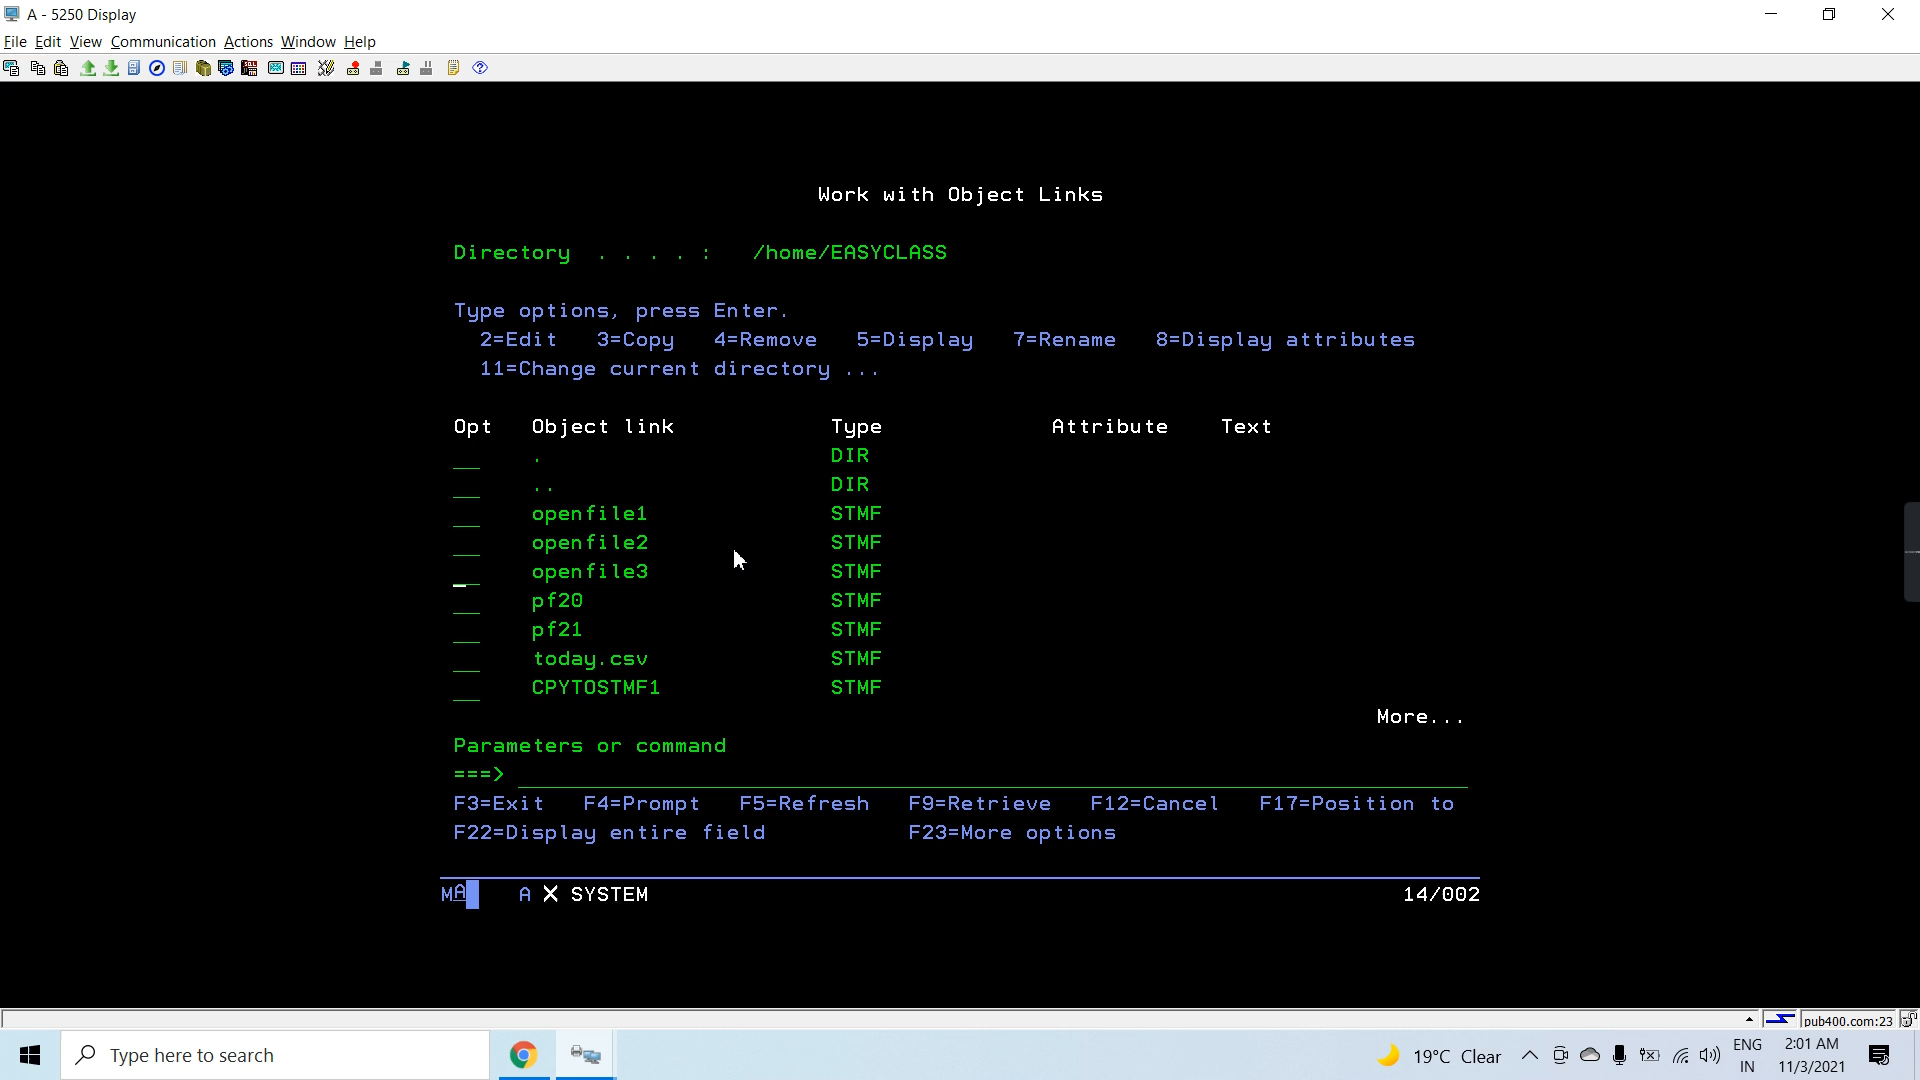 A - 5250 Display
File Edit View Communication Actions Window Help
Work with Object Links
Directory . . . . : /home/EASYCLASS
Type options, press Enter.
2=Edit 3=Copy 4=Remove 5=Display 7=Rename 8=Display attributes
11=Change current directory ...
Opt Object link Type Attribute Text
. DIR
.. DIR
openfile1 STMF
openfile2 STMF
openfile3 STMF
pf20 STMF
pf21 STMF
today.csv STMF
CPYTOSTMF1 STMF
More...
Parameters or command
===>
F3=Exit F4=Prompt F5=Refresh F9=Retrieve F12=Cancel F17=Position to
F22=Display entire field F23=More options
MA A X SYSTEM 14/002
pub400.com:23
Type here to search
19°C Clear
ENG
IN
2:01 AM
11/3/2021